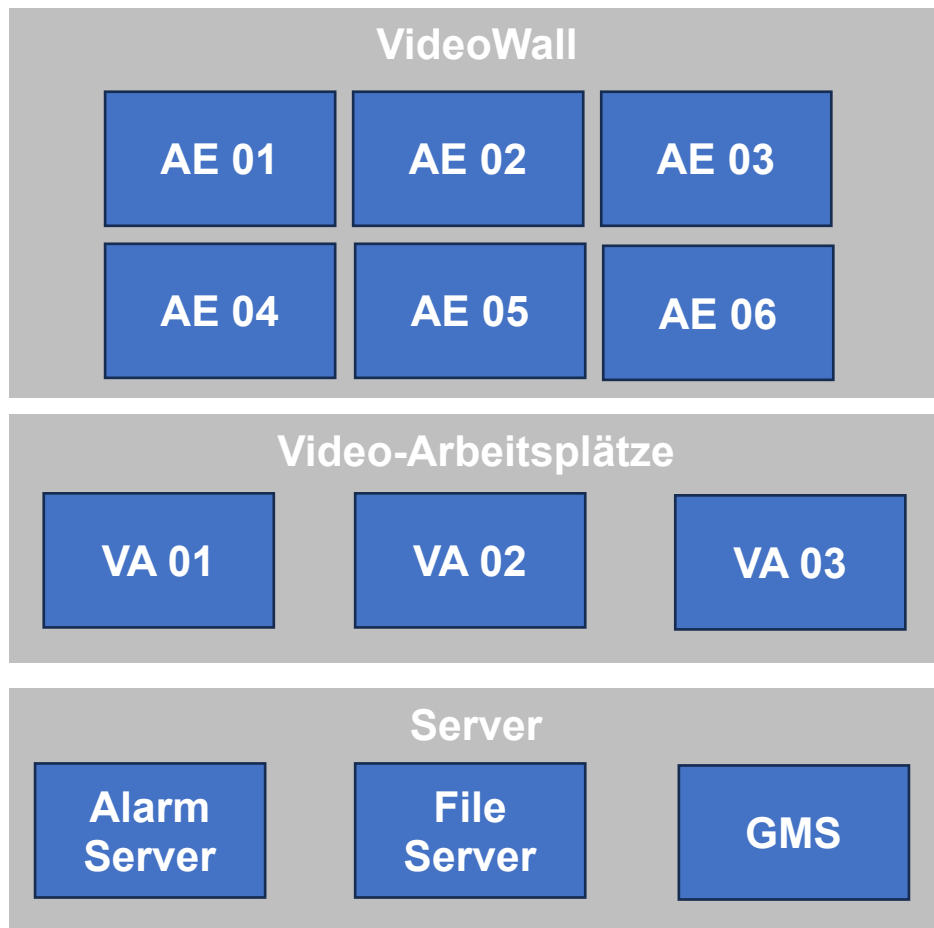 VideoWall
AE 01
AE 02
AE 03
AE 04
AE 05
AE 06
Video-Arbeitsplätze
VA 01
VA 02
VA 03
Server
Alarm
Server
File
Server
GMS